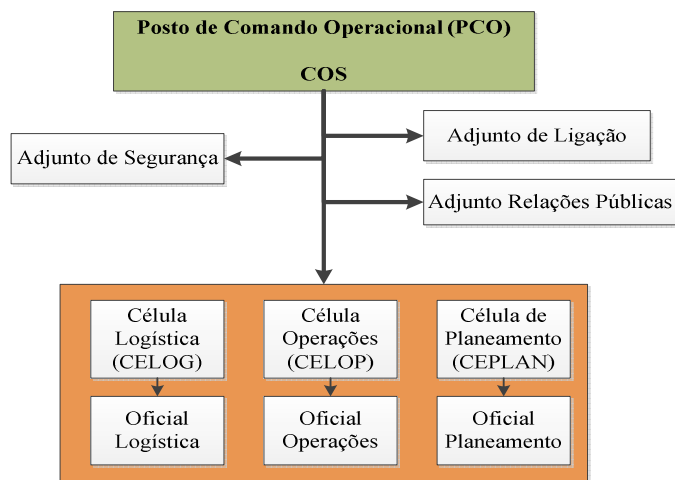 Posto de Comando Operacional (PCO)
COS
Adjunto de Ligação
Adjunto de Segurança
Adjunto Relações Públicas
Célula
Logística
(CELOG)
Célula
Operações
(CELOP)
Célula de
Planeamento
(CEPLAN)
Oficial
Logística
Oficial
Operações
Oficial
Planeamento